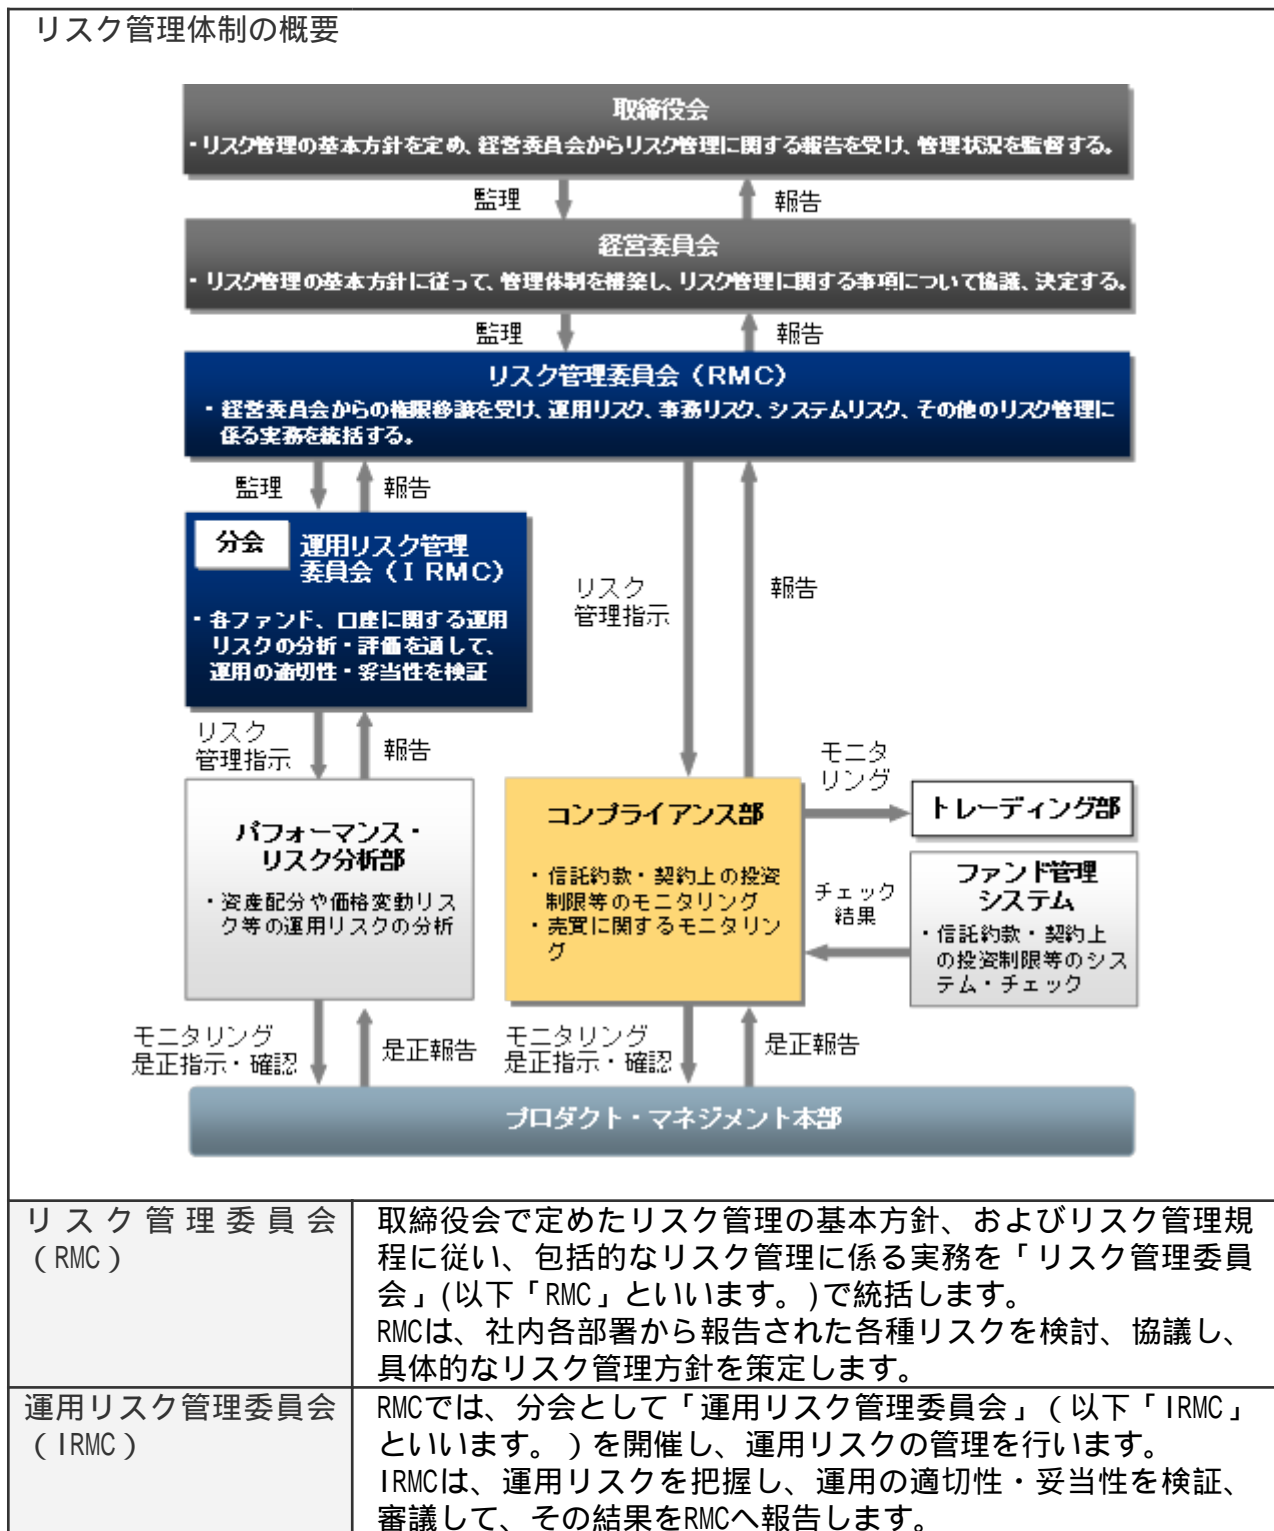 リスク管理体制の概要
取締役会
・リスク管理の基本方針を定め、経営委員会からリスク管理に関する報告を受け、管理状況を監督する。
監理
報告
経営委員会
・リスク管理の基本方針に従って、管理体制を構築し、リスク管理に関する事項について協議、決定する。
監理
報告
リスク管理委員会（RMC）
・経営委員会からの権限移譲を受け、運用リスク、事務リスク、システムリスク、その他のリスク管理に
係る実務を統括する。
監理
報告
分会
運用リスク管理
委員会（IRMC）
・各ファンド、口座に関する運用
リスクの分析・評価を通して、
運用の適切性・妥当性を検証
リスク
管理指示
報告
リスク
管理指示
報告
パフォーマンス・
リスク分析部
・資産配分や価格変動リス
ク等の運用リスクの分析
コンプライアンス部
・信託約款・契約上の投資
制限等のモニタリング
・売買に関するモニタリン
グ
モニタ
リング
トレーディング部
チェック
結果
ファンド管理
システム
・信託約款・契約上
の投資制限等のシス
テム・チェック
モニタリング
是正指示・確認
是正報告
モニタリング
是正指示・確認
是正報告
プロダクト・マネジメント本部
リスク管理委員会
（RMC）
取締役会で定めたリスク管理の基本方針、およびリスク管理規
程に従い、包括的なリスク管理に係る実務を「リスク管理委員
会」(以下「RMC」といいます。)で統括します。
RMCは、社内各部署から報告された各種リスクを検討、協議し、
具体的なリスク管理方針を策定します。
運用リスク管理委員会
（IRMC）
RMCでは、分会として「運用リスク管理委員会」（以下「IRMC」
といいます。）を開催し、運用リスクの管理を行います。
IRMCは、運用リスクを把握し、運用の適切性・妥当性を検証、
審議して、その結果をRMCへ報告します。